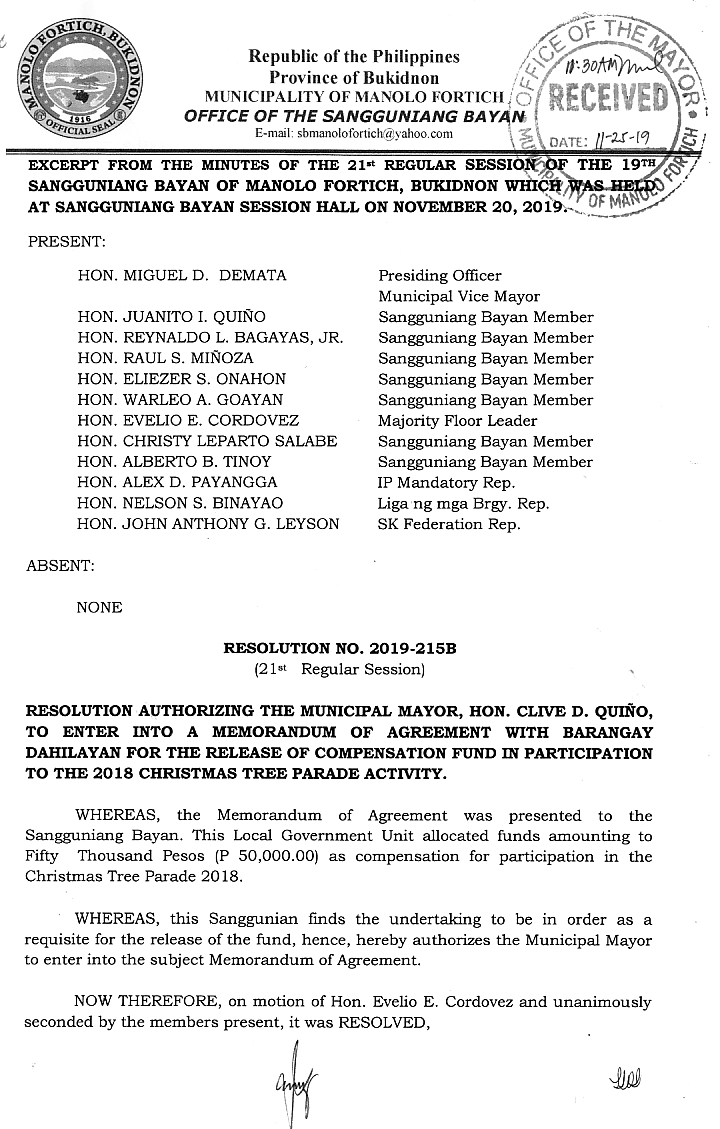 MANOLO FORTICH, BUKIDNON
1916
OFFICIAL SEAL
Republic of the Philippines
Province of Bukidnon
MUNICIPALITY OF MANOLO FORTICH
OFFICE OF THE SANGGUNIANG BAYAN
E-mail: sbmanolofortich@yahoo.com
OFFICE OF THE MAYOR
11:30AM
RECEIVED
DATE: 11-25-19
MUNICIPALITY OF MANOLO FORTICH
EXCERPT FROM THE MINUTES OF THE 21st REGULAR SESSION OF THE 19TH
SANGGUNIANG BAYAN OF MANOLO FORTICH, BUKIDNON WHICH WAS HELD
AT SANGGUNIANG BAYAN SESSION HALL ON NOVEMBER 20, 2019.
PRESENT:
HON. MIGUEL D. DEMATA Presiding Officer
Municipal Vice Mayor
HON. JUANITO I. QUIÑO Sangguniang Bayan Member
HON. REYNALDO L. BAGAYAS, JR. Sangguniang Bayan Member
HON. RAUL S. MIÑOZA Sangguniang Bayan Member
HON. ELIEZER S. ONAHON Sangguniang Bayan Member
HON. WARLEO A. GOAYAN Sangguniang Bayan Member
HON. EVELIO E. CORDOVEZ Majority Floor Leader
HON. CHRISTY LEPARTO SALABE Sangguniang Bayan Member
HON. ALBERTO B. TINOY Sangguniang Bayan Member
HON. ALEX D. PAYANGGA IP Mandatory Rep.
HON. NELSON S. BINAYAO Liga ng mga Brgy. Rep.
HON. JOHN ANTHONY G. LEYSON SK Federation Rep.
ABSENT:
NONE
RESOLUTION NO. 2019-215B
(21st Regular Session)
RESOLUTION AUTHORIZING THE MUNICIPAL MAYOR, HON. CLIVE D. QUIÑO,
TO ENTER INTO A MEMORANDUM OF AGREEMENT WITH BARANGAY
DAHILAYAN FOR THE RELEASE OF COMPENSATION FUND IN PARTICIPATION
TO THE 2018 CHRISTMAS TREE PARADE ACTIVITY.
WHEREAS, the Memorandum of Agreement was presented to the
Sangguniang Bayan. This Local Government Unit allocated funds amounting to
Fifty Thousand Pesos (P 50,000.00) as compensation for participation in the
Christmas Tree Parade 2018.
WHEREAS, this Sanggunian finds the undertaking to be in order as a
requisite for the release of the fund, hence, hereby authorizes the Municipal Mayor
to enter into the subject Memorandum of Agreement.
NOW THEREFORE, on motion of Hon. Evelio E. Cordovez and unanimously
seconded by the members present, it was RESOLVED,